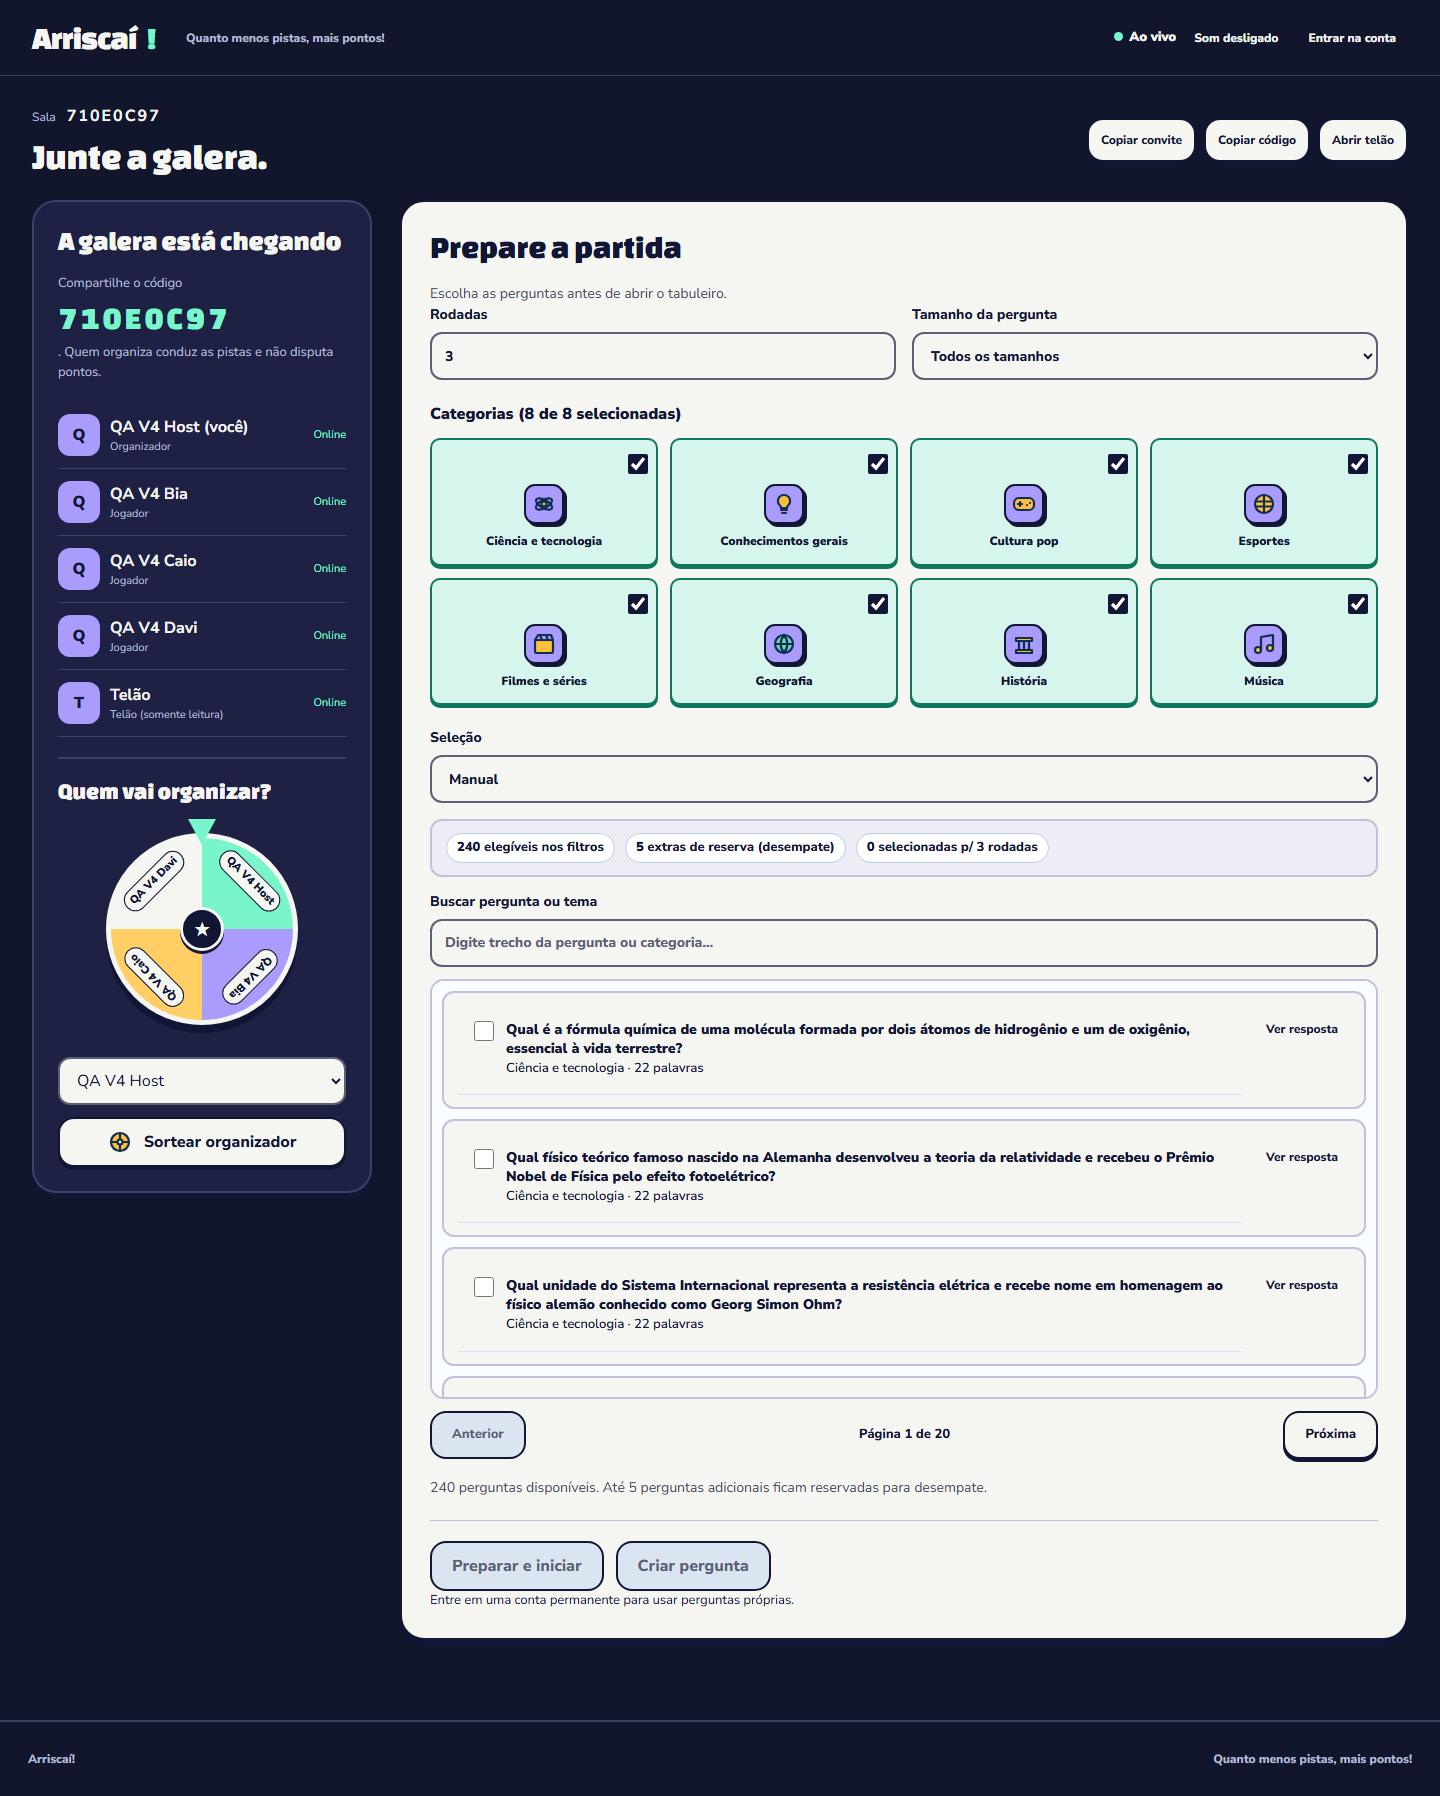 Arriscaí !
Quanto menos pistas, mais pontos!
Ao vivo
Som desligado
Entrar na conta
Sala 710E0C97
Junte a galera.
Copiar convite
Copiar código
Abrir telão
A galera está chegando
Compartilhe o código
710E0C97
. Quem organiza conduz as pistas e não disputa
pontos.
Q
QA V4 Host (você)
Organizador
Online
Q
QA V4 Bia
Jogador
Online
Q
QA V4 Caio
Jogador
Online
Q
QA V4 Davi
Jogador
Online
T
Telão
Telão (somente leitura)
Online
Quem vai organizar?
QA V4 Davi
QA V4 Host
QA V4 Caio
QA V4 Bia
QA V4 Host
Sortear organizador
Prepare a partida
Escolha as perguntas antes de abrir o tabuleiro.
Rodadas
3
Tamanho da pergunta
Todos os tamanhos
Categorias (8 de 8 selecionadas)
Ciência e tecnologia
Conhecimentos gerais
Cultura pop
Esportes
Filmes e séries
Geografia
História
Música
Seleção
Manual
240 elegíveis nos filtros
5 extras de reserva (desempate)
0 selecionadas p/ 3 rodadas
Buscar pergunta ou tema
Digite trecho da pergunta ou categoria...
Qual é a fórmula química de uma molécula formada por dois átomos de hidrogênio e um de oxigênio,
essencial à vida terrestre?
Ciência e tecnologia · 22 palavras
Ver resposta
Qual físico teórico famoso nascido na Alemanha desenvolveu a teoria da relatividade e recebeu o Prêmio
Nobel de Física pelo efeito fotoelétrico?
Ciência e tecnologia · 22 palavras
Ver resposta
Qual unidade do Sistema Internacional representa a resistência elétrica e recebe nome em homenagem ao
físico alemão conhecido como Georg Simon Ohm?
Ciência e tecnologia · 22 palavras
Ver resposta
Anterior
Página 1 de 20
Próxima
240 perguntas disponíveis. Até 5 perguntas adicionais ficam reservadas para desempate.
Preparar e iniciar
Criar pergunta
Entre em uma conta permanente para usar perguntas próprias.
Arriscaí!
Quanto menos pistas, mais pontos!